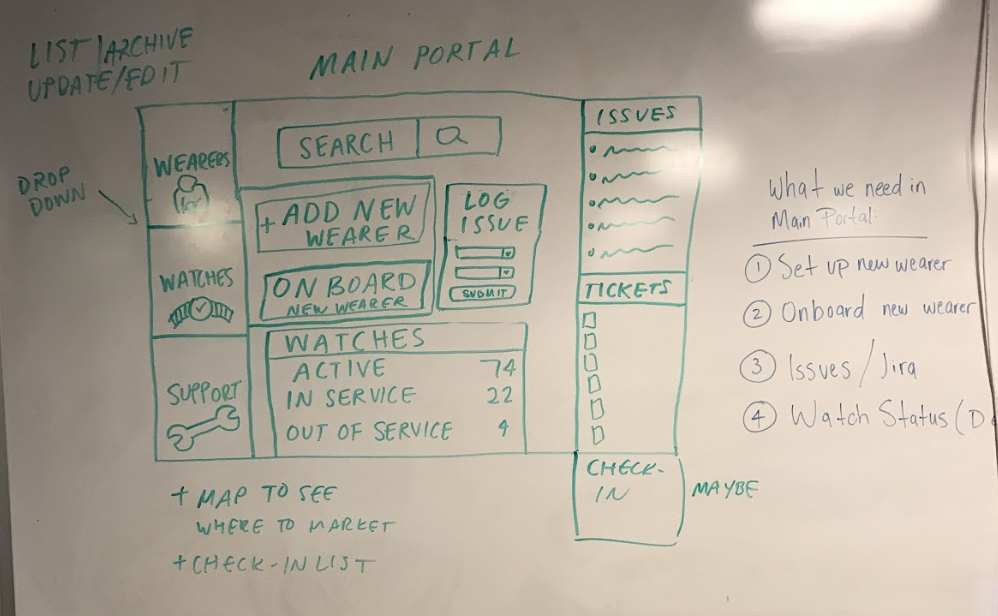 LIST/ARCHIVE
UPDATE/EDIT
MAIN PORTAL
DROP
DOWN
WEARERS
WATCHES
SUPPORT
SEARCH
+ ADD NEW
WEARER
ON BOARD
NEW WEARER
LOG
ISSUE
SUBMIT
WATCHES
ACTIVE 74
IN SERVICE 22
OUT OF SERVICE 4
ISSUES
TICKETS
CHECK-
IN
MAYBE
+ MAP TO SEE
WHERE TO MARKET
+ CHECK-IN LIST
What we need in
Main Portal:
1 Set up new wearer
2 Onboard new wearer
3 Issues/Jira
4 Watch Status (